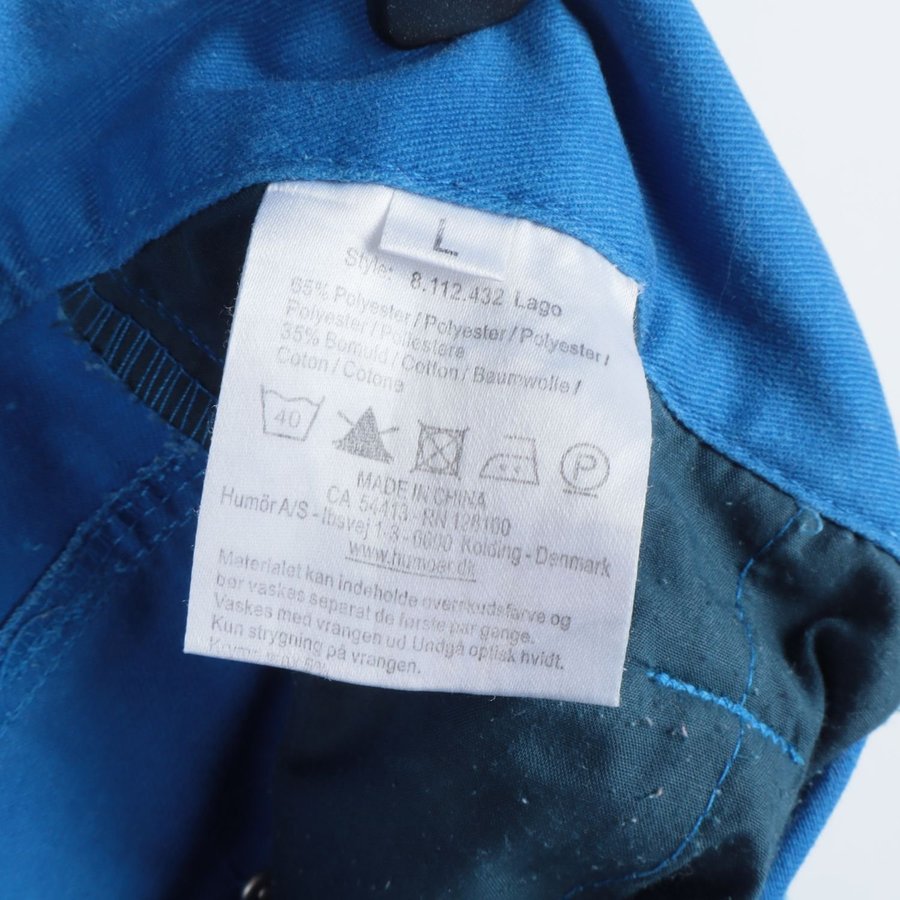 L
Style: 8.112.432 Lago
65% Polyester / Polyester / Polyester /
Polyester / Poliestere
35% Bomuld / Cotton / Baumwolle /
Coton / Cotone
40
P
MADE IN CHINA
CA 54413 - RN 128100
Humör A/S - Ibsvej 1-3 - 6000 Kolding - Denmark
www.humoer.dk
Materialet kan indeholde overskudsfarve og
bør vaskes separat de første par gange.
Vaskes med vrangen ud Undgå optisk hvidt.
Kun strygning på vrangen.